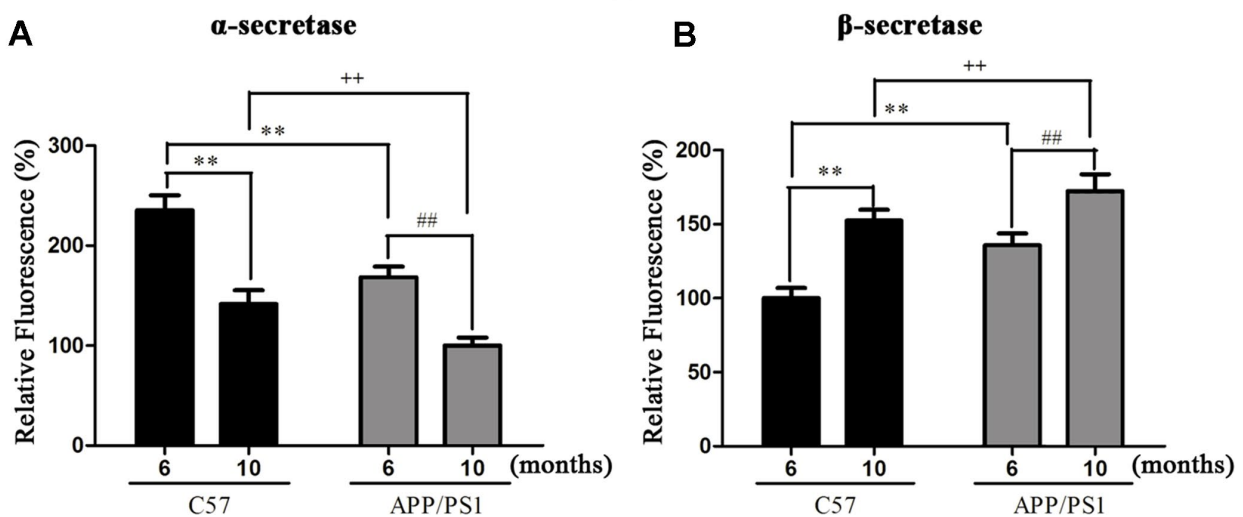 A
α-secretase
++
**
**
##
Relative Fluorescence (%)
300
200
100
0
6 10 6 10 (months)
C57 APP/PS1
B
β-secretase
++
**
##
**
Relative Fluorescence (%)
200
150
100
50
0
6 10 6 10 (months)
C57 APP/PS1